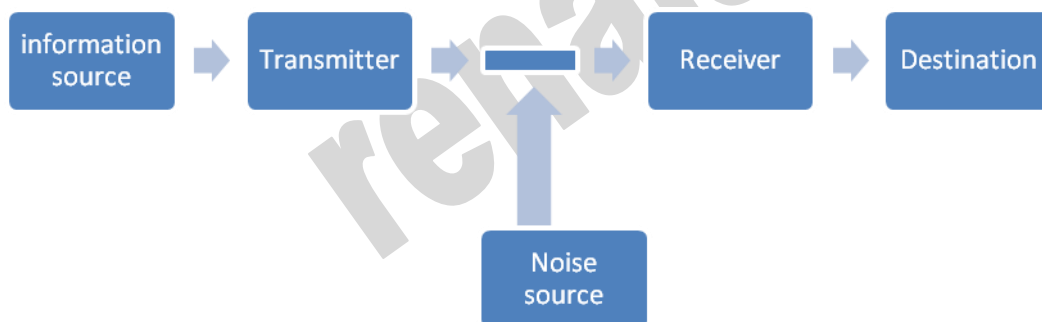 information
source
Transmitter
Receiver
Destination
Noise
source